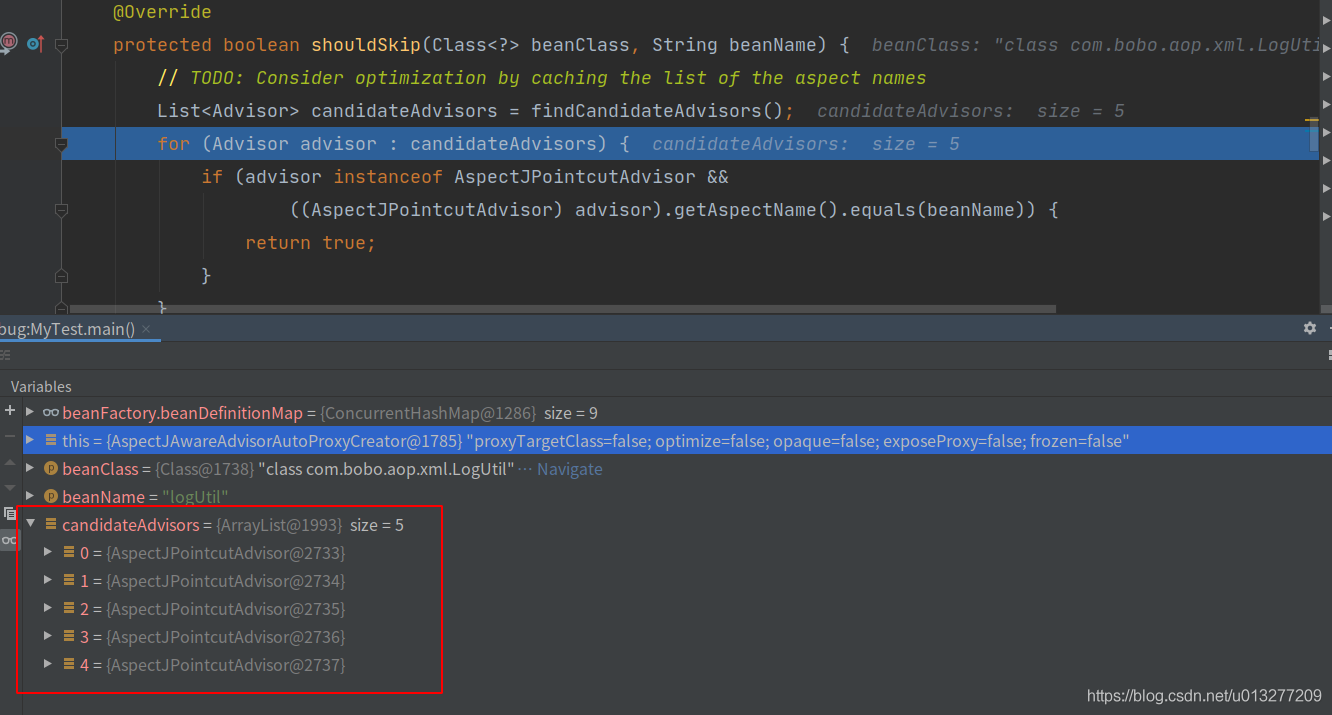 @Override
protected boolean shouldSkip(Class<?> beanClass, String beanName) {  beanClass: "class com.bobo.aop.xml.LogUti
// TODO: Consider optimization by caching the list of the aspect names
List<Advisor> candidateAdvisors = findCandidateAdvisors();  candidateAdvisors:  size = 5
for (Advisor advisor : candidateAdvisors) {  candidateAdvisors:  size = 5
if (advisor instanceof AspectJPointcutAdvisor &&
((AspectJPointcutAdvisor) advisor).getAspectName().equals(beanName)) {
return true;
}
}
bug:MyTest.main() ×
Variables
beanFactory.beanDefinitionMap = {ConcurrentHashMap@1286}  size = 9
this = {AspectJAwareAdvisorAutoProxyCreator@1785} "proxyTargetClass=false; optimize=false; opaque=false; exposeProxy=false; frozen=false"
beanClass = {Class@1738} "class com.bobo.aop.xml.LogUtil" ... Navigate
beanName = "logUtil"
candidateAdvisors = {ArrayList@1993}  size = 5
0 = {AspectJPointcutAdvisor@2733}
1 = {AspectJPointcutAdvisor@2734}
2 = {AspectJPointcutAdvisor@2735}
3 = {AspectJPointcutAdvisor@2736}
4 = {AspectJPointcutAdvisor@2737}
https://blog.csdn.net/u013277209